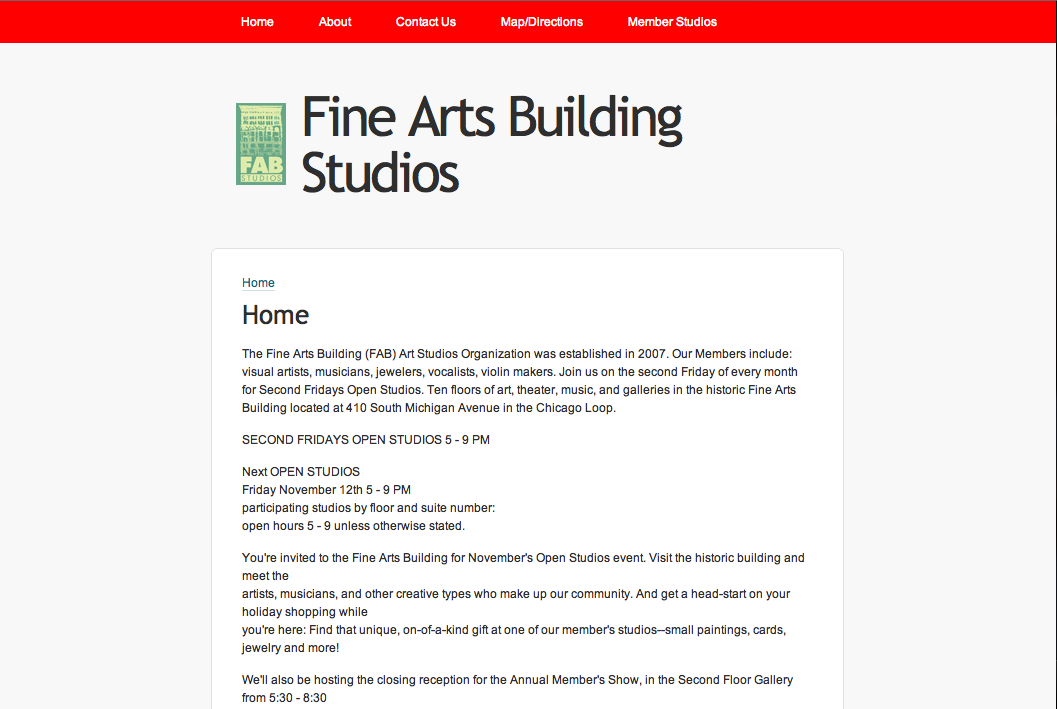 Home About Contact Us Map/Directions Member Studios
Fine Arts Building
Studios
FAB
STUDIOS
Home
Home
The Fine Arts Building (FAB) Art Studios Organization was established in 2007. Our Members include:
visual artists, musicians, jewelers, vocalists, violin makers. Join us on the second Friday of every month
for Second Fridays Open Studios. Ten floors of art, theater, music, and galleries in the historic Fine Arts
Building located at 410 South Michigan Avenue in the Chicago Loop.
SECOND FRIDAYS OPEN STUDIOS 5 - 9 PM
Next OPEN STUDIOS
Friday November 12th 5 - 9 PM
participating studios by floor and suite number:
open hours 5 - 9 unless otherwise stated.
You're invited to the Fine Arts Building for November's Open Studios event. Visit the historic building and
meet the
artists, musicians, and other creative types who make up our community. And get a head-start on your
holiday shopping while
you're here: Find that unique, on-of-a-kind gift at one of our member's studios—small paintings, cards,
jewelry and more!
We'll also be hosting the closing reception for the Annual Member's Show, in the Second Floor Gallery
from 5:30 - 8:30